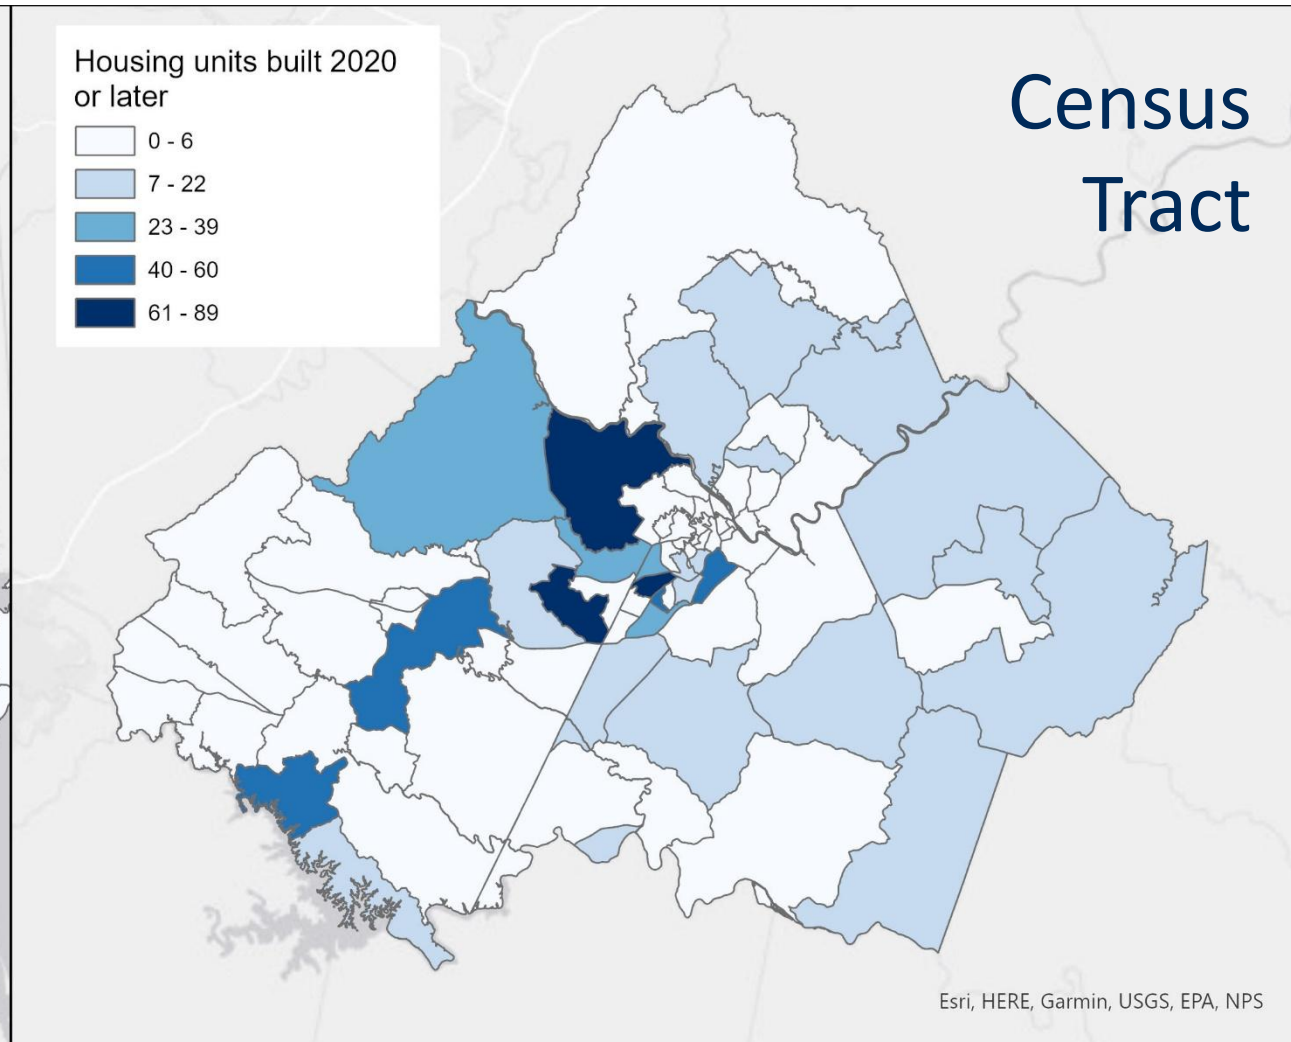 Housing units built 2020
or later
0 - 6
7 - 22
23 - 39
40 - 60
61 - 89
Census
Tract
Esri, HERE, Garmin, USGS, EPA, NPS